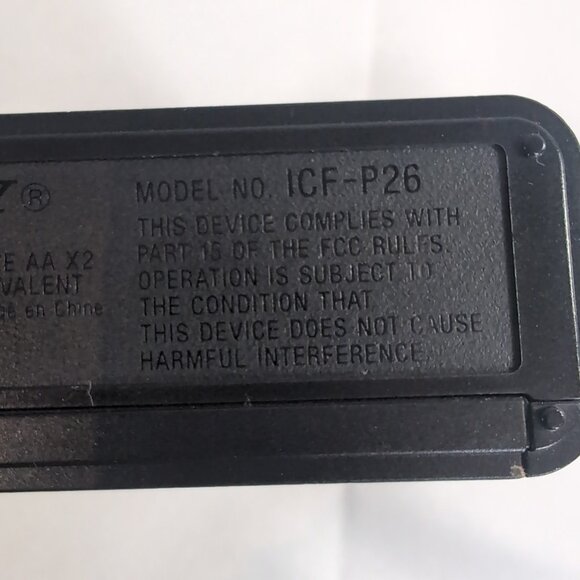 ®
MODEL NO. ICF-P26
THIS DEVICE COMPLIES WITH
PART 15 OF THE FCC RULES.
OPERATION IS SUBJECT TO
THE CONDITION THAT
THIS DEVICE DOES NOT CAUSE
HARMFUL INTERFERENCE.
E AA X2
VALENT
en Chine